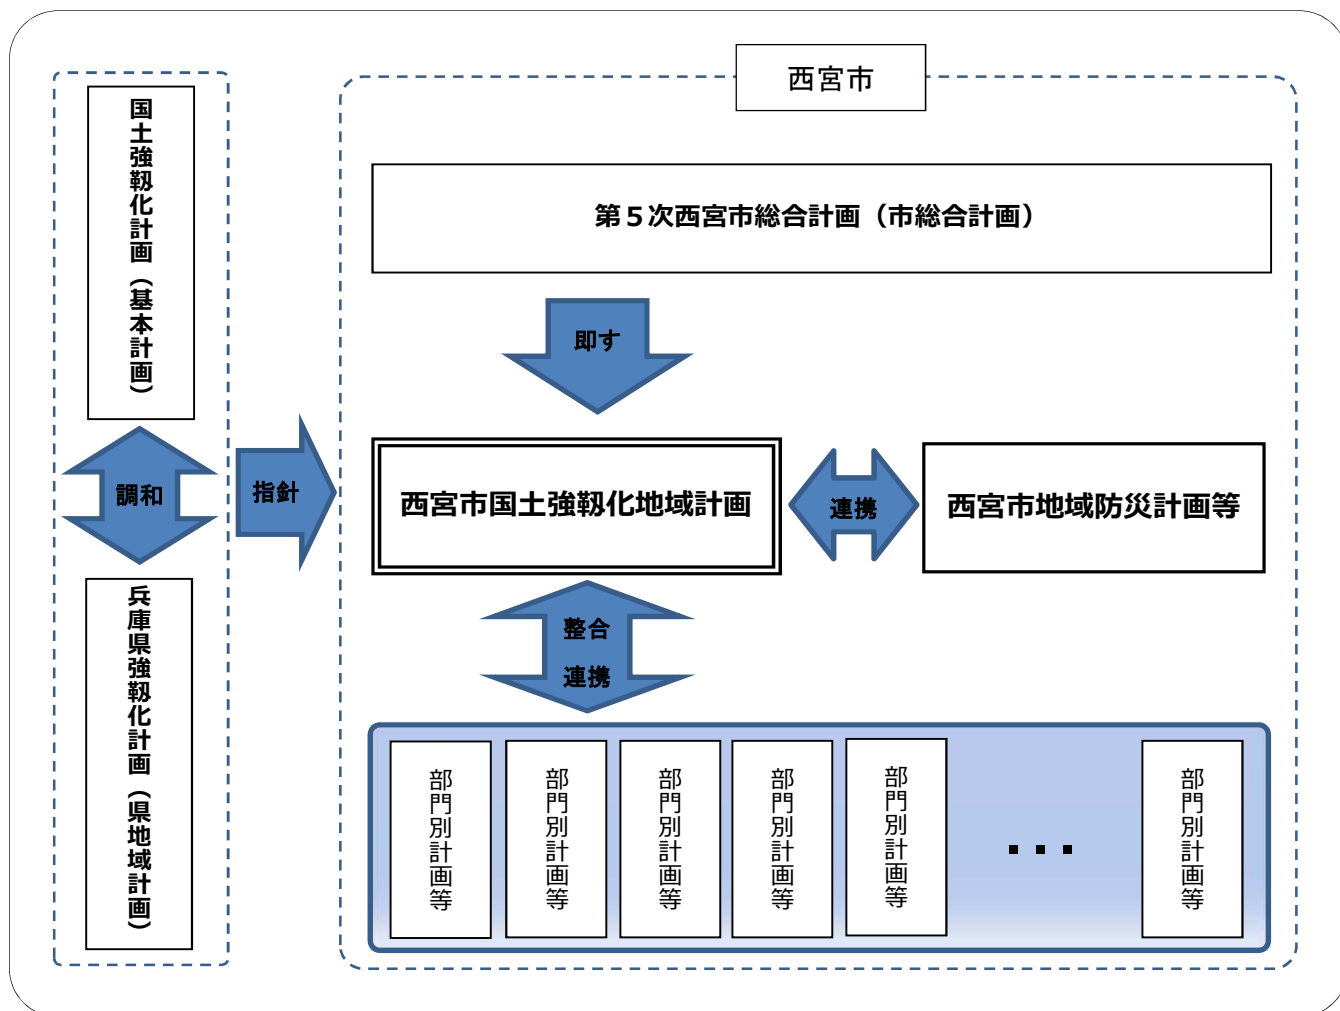 西宮市
国土強靱化計画（基本計画）
調和
兵庫県強靱化計画（県地域計画）
指針
第５次西宮市総合計画（市総合計画）
即す
西宮市国土強靱化地域計画
連携
西宮市地域防災計画等
整合
連携
部門別計画等
部門別計画等
部門別計画等
部門別計画等
部門別計画等
・・・
部門別計画等